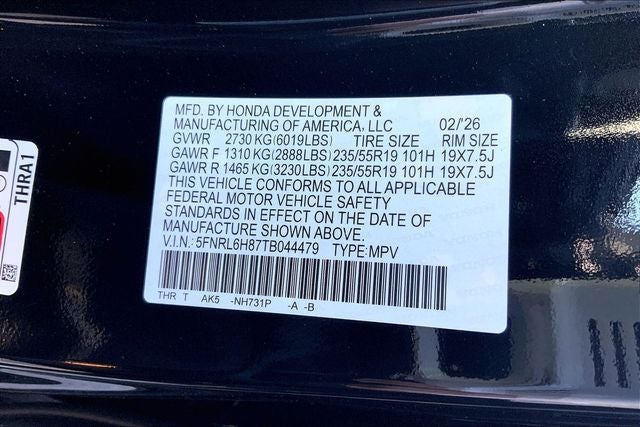 MFD. BY HONDA DEVELOPMENT &
MANUFACTURING OF AMERICA, LLC 02/'26
GVWR 2730 KG(6019LBS) TIRE SIZE RIM SIZE
GAWR F 1310 KG(2888LBS) 235/55R19 101H 19X7.5J
GAWR R 1465 KG(3230LBS) 235/55R19 101H 19X7.5J
THIS VEHICLE CONFORMS TO ALL APPLICABLE
FEDERAL MOTOR VEHICLE SAFETY
STANDARDS IN EFFECT ON THE DATE OF
MANUFACTURE SHOWN ABOVE.
V.I.N.:5FNRL6H87TB044479 TYPE:MPV
THR T AK5 -NH731P -A -B
THRA1